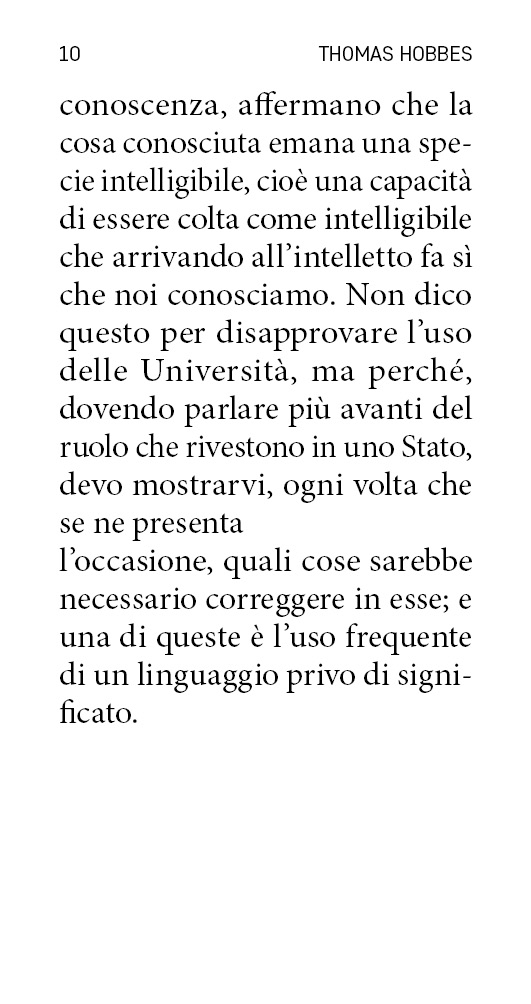 10 THOMAS HOBBES
conoscenza, affermano che la
cosa conosciuta emana una spe-
cie intelligibile, cioè una capacità
di essere colta come intelligibile
che arrivando all’intelletto fa sì
che noi conosciamo. Non dico
questo per disapprovare l’uso
delle Università, ma perché,
dovendo parlare più avanti del
ruolo che rivestono in uno Stato,
devo mostrarvi, ogni volta che
se ne presenta
l’occasione, quali cose sarebbe
necessario correggere in esse; e
una di queste è l’uso frequente
di un linguaggio privo di signi-
ficato.